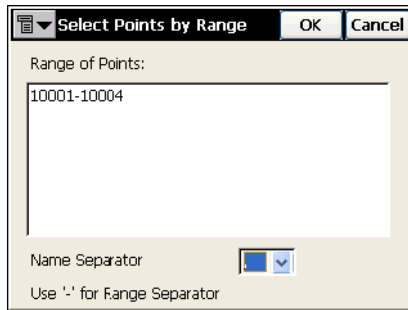 Select Points by Range OK Cancel
Range of Points:
10001-10004
Name Separator ,
Use '-' for Range Separator